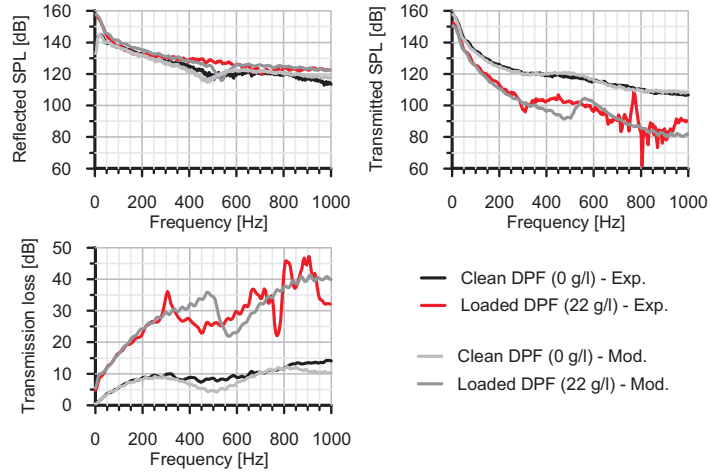 Reflected SPL [dB]
160
140
120
100
80
60
0 200 400 600 800 1000
Frequency [Hz]
Transmitted SPL [dB]
160
140
120
100
80
60
0 200 400 600 800 1000
Frequency [Hz]
Transmission loss [dB]
50
40
30
20
10
0
0 200 400 600 800 1000
Frequency [Hz]
Clean DPF (0 g/l) - Exp.
Loaded DPF (22 g/l) - Exp.
Clean DPF (0 g/l) - Mod.
Loaded DPF (22 g/l) - Mod.